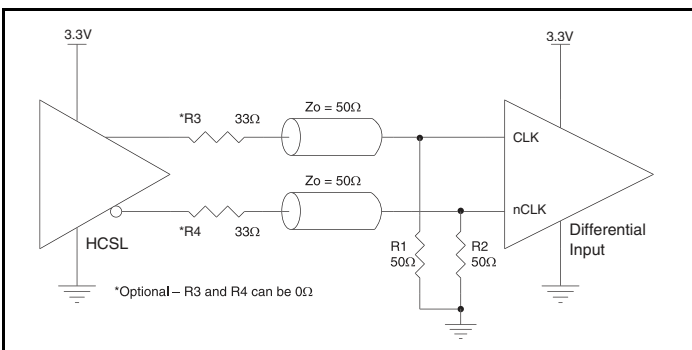 3.3V
3.3V
*R3 33Ω
Zo = 50Ω
CLK
Zo = 50Ω
nCLK
*R4 33Ω
HCSL
R1
50Ω
R2
50Ω
Differential
Input
*Optional – R3 and R4 can be 0Ω